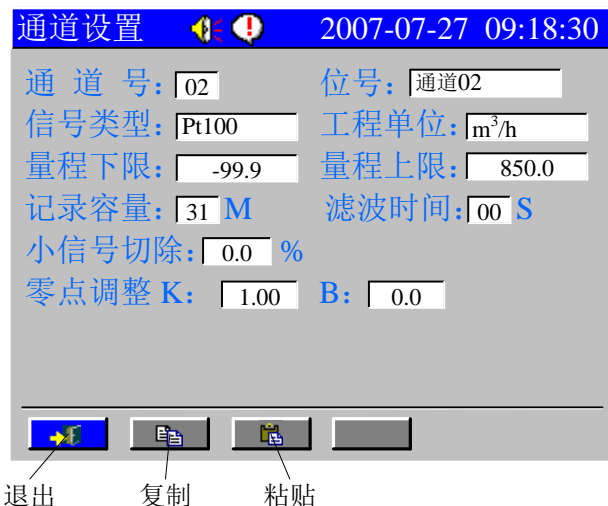 通道设置 2007-07-27 09:18:30
通 道 号：02 位号：通道02
信号类型：Pt100 工程单位：m³/h
量程下限：-99.9 量程上限：850.0
记录容量：31 M 滤波时间：00 S
小信号切除：0.0 %
零点调整 K：1.00 B：0.0
退出 复制 粘贴